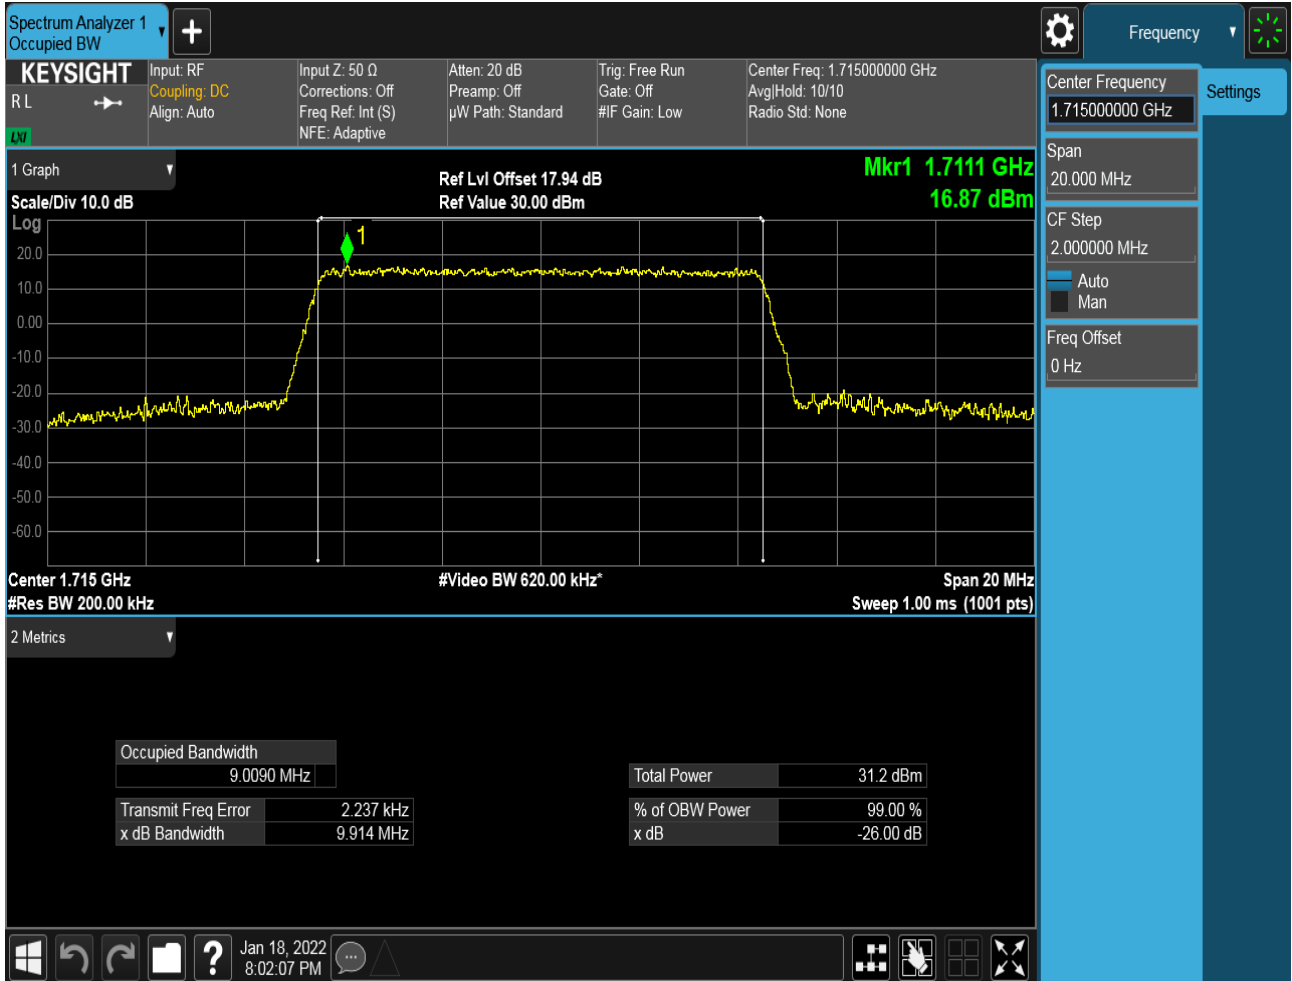 Spectrum Analyzer 1
Occupied BW
Frequency
KEYSIGHT
R L
LXI
Input: RF
Coupling: DC
Align: Auto
Input Z: 50 Ω
Corrections: Off
Freq Ref: Int (S)
NFE: Adaptive
Atten: 20 dB
Preamp: Off
µW Path: Standard
Trig: Free Run
Gate: Off
#IF Gain: Low
Center Freq: 1.715000000 GHz
Avg|Hold: 10/10
Radio Std: None
Center Frequency
1.715000000 GHz
Settings
Span
20.000 MHz
CF Step
2.000000 MHz
Auto
Man
Freq Offset
0 Hz
1 Graph
Scale/Div 10.0 dB
Ref Lvl Offset 17.94 dB
Ref Value 30.00 dBm
Mkr1 1.7111 GHz
16.87 dBm
Log
1
20.0
10.0
0.00
-10.0
-20.0
-30.0
-40.0
-50.0
-60.0
Center 1.715 GHz
#Video BW 620.00 kHz*
Span 20 MHz
#Res BW 200.00 kHz
Sweep 1.00 ms (1001 pts)
2 Metrics
Occupied Bandwidth
9.0090 MHz
Total Power 31.2 dBm
Transmit Freq Error 2.237 kHz
% of OBW Power 99.00 %
x dB Bandwidth 9.914 MHz
x dB -26.00 dB
?
Jan 18, 2022
8:02:07 PM